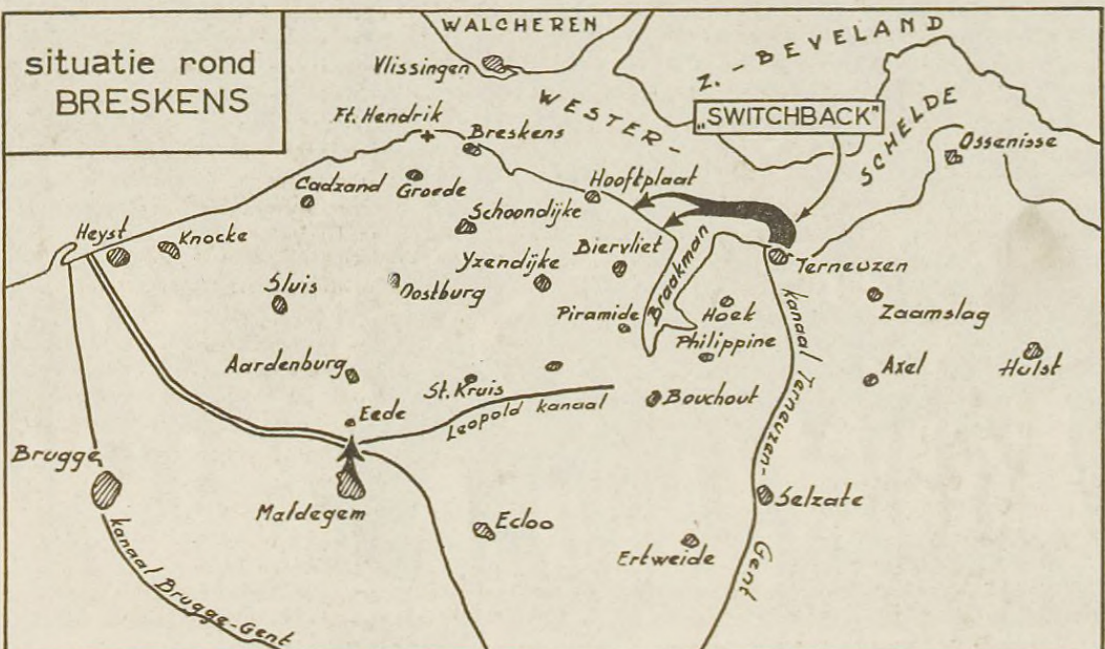 situatie rond
BRESKENS
WALCHEREN
Vlissingen
Z. - BEVELAND
WESTER-
SCHELDE
„SWITCHBACK"
Ossenisse
Ft. Hendrik
Breskens
Cadzand
Groede
Hooftplaat
Schoondijke
Heyst
Knocke
Biervliet
Braakman
Terneuzen
Sluis
Oostburg
Yzendijke
Piramide
Hoek
Zaamslag
Philippine
Aardenburg
St. Kruis
Axel
Hulst
Eede
Leopold kanaal
Bouchout
kanaal Terneuzen-
Gent
Brugge
Maldegem
Ecloo
Selzate
Ertweide
kanaal Brugge-Gent